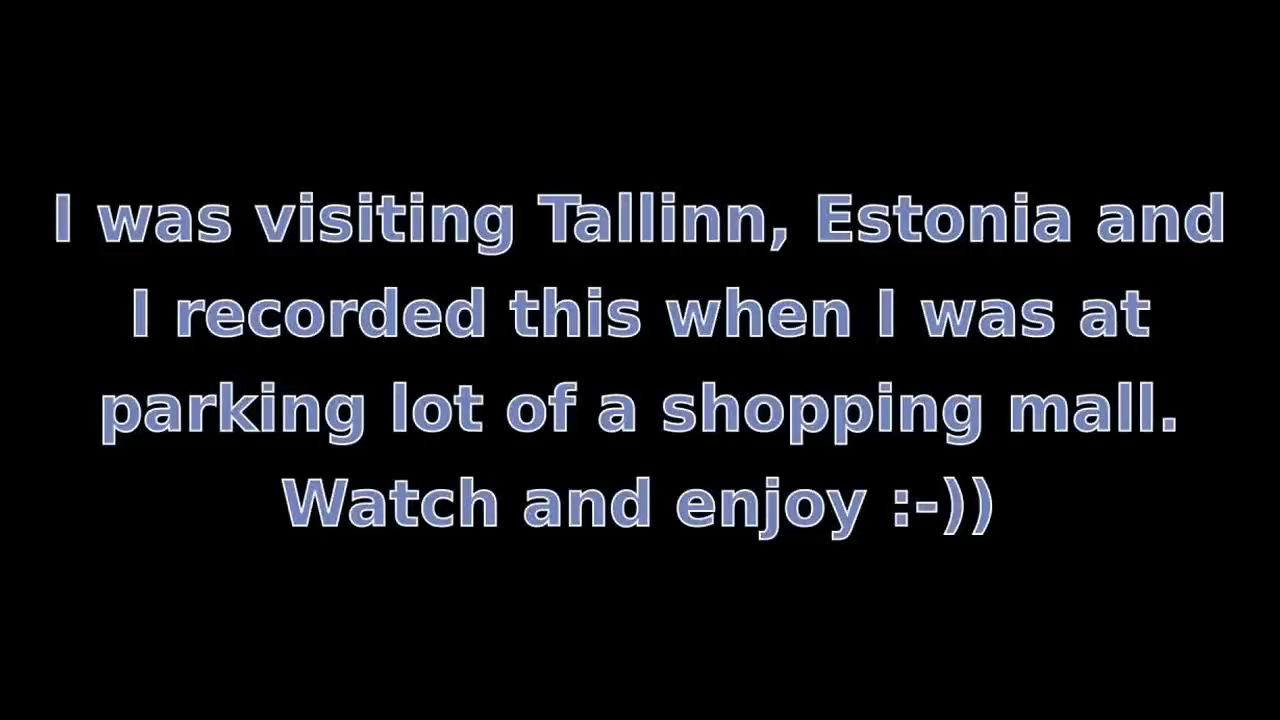 I was visiting Tallinn, Estonia and
I recorded this when I was at
parking lot of a shopping mall.
Watch and enjoy :-))